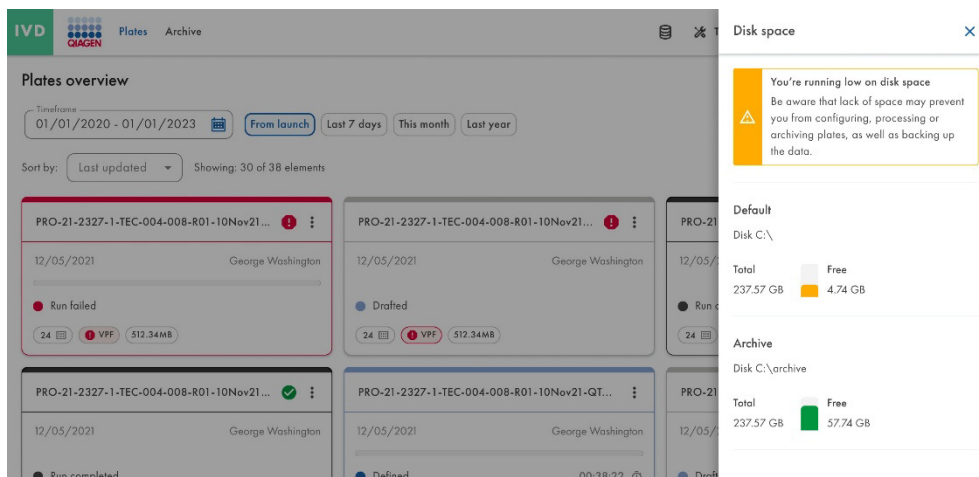 IVD
QIAGEN
Plates
Archive
Plates overview
Timeframe
01/01/2020 - 01/01/2023
From launch
Last 7 days
This month
Last year
Sort by:
Last updated
Showing: 30 of 38 elements
PRO-21-2327-1-TEC-004-008-R01-10Nov21...
12/05/2021
George Washington
Run failed
24
VPF
512.34MB
PRO-21-2327-1-TEC-004-008-R01-10Nov21...
12/05/2021
George Washington
Drafted
24
VPF
512.34MB
PRO-21
12/05/
Run
24
PRO-21-2327-1-TEC-004-008-R01-10Nov21...
12/05/2021
George Washington
Run completed
PRO-21-2327-1-TEC-004-008-R01-10Nov21-QT...
12/05/2021
George Washington
Defined
00:38:22
PRO-21
12/05/
Disk space
You're running low on disk space
Be aware that lack of space may prevent
you from configuring, processing or
archiving plates, as well as backing up
the data.
Default
Disk C:\
Total
Free
237.57 GB
4.74 GB
Archive
Disk C:\archive
Total
Free
237.57 GB
57.74 GB